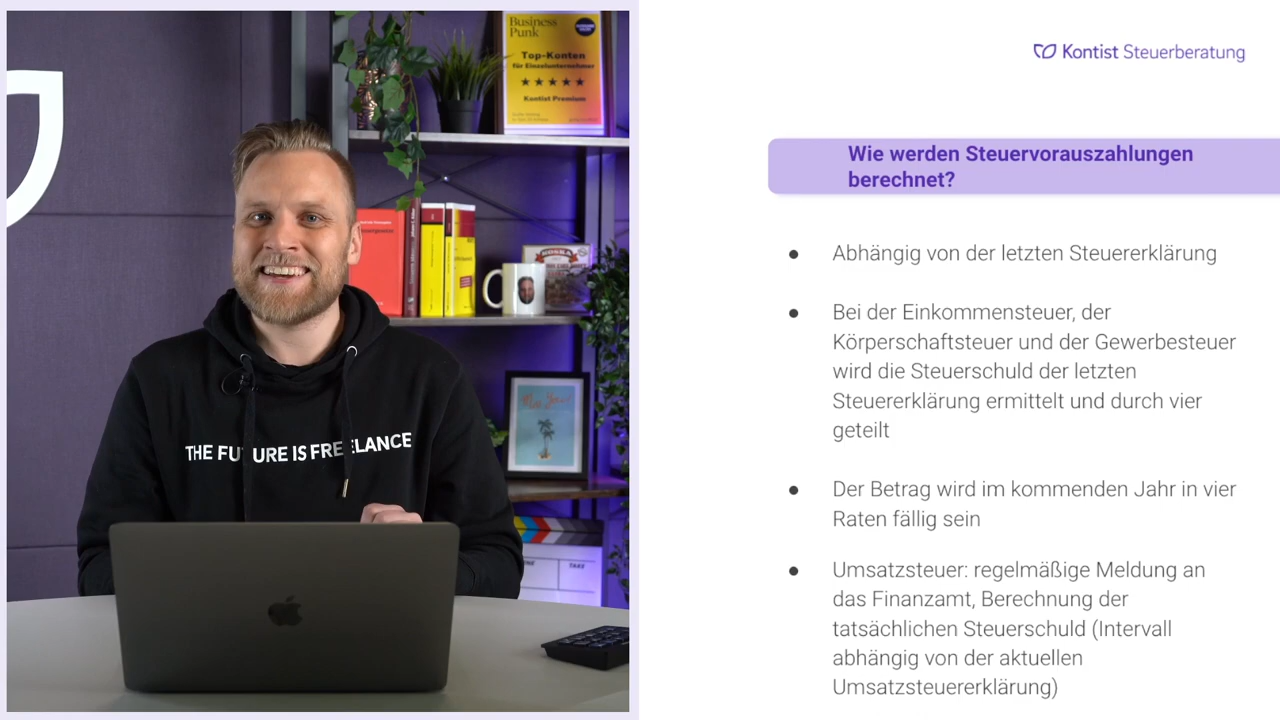 Business
Punk
Top-Konten
für Einzelunternehmer
Kontist Premium
THE FUTURE IS FREELANCE
TAKE
Kontist Steuerberatung
Wie werden Steuervorauszahlungen
berechnet?
● Abhängig von der letzten Steuererklärung
● Bei der Einkommensteuer, der
Körperschaftsteuer und der Gewerbesteuer
wird die Steuerschuld der letzten
Steuererklärung ermittelt und durch vier
geteilt
● Der Betrag wird im kommenden Jahr in vier
Raten fällig sein
● Umsatzsteuer: regelmäßige Meldung an
das Finanzamt, Berechnung der
tatsächlichen Steuerschuld (Intervall
abhängig von der aktuellen
Umsatzsteuererklärung)